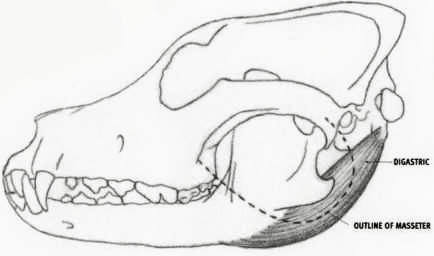 DIGASTRIC
OUTLINE OF MASSETER